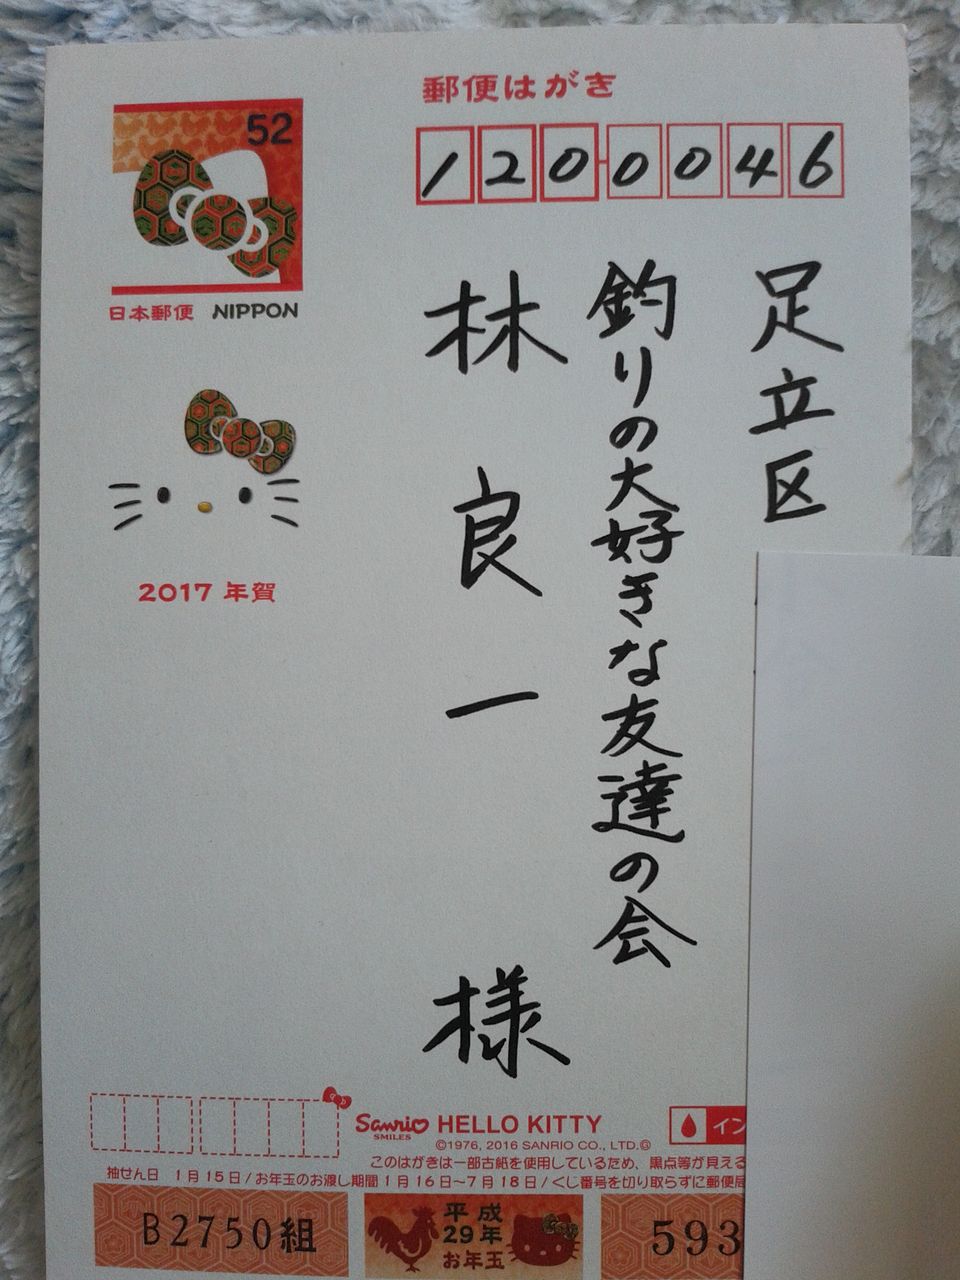 郵便はがき
52
1200046
日本郵便 NIPPON
2017 年賀
足立区
釣りの大好きな友達の会
林良一 様
Sanrio SMILES HELLO KITTY
©1976, 2016 SANRIO CO., LTD.Ⓖ
イン
このはがきは一部古紙を使用しているため、黒点等が見える
抽せん日 1月15日/お年玉のお渡し期間1月16日~7月18日/くじ番号を切り取らずに郵便局
B2750組
平成
29年
お年玉
593